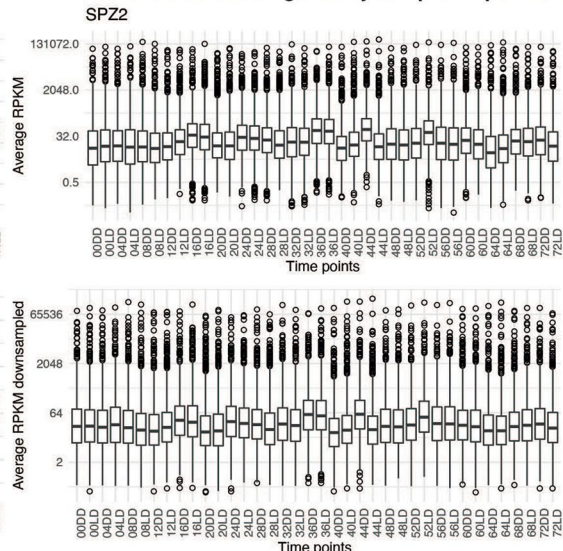 SPZ2
Average RPKM
131072.0
2048.0
32.0
0.5
00DD 00LD 04DD 04LD 08DD 08LD 12DD 12LD 16DD 16LD 20DD 20LD 24DD 24LD 28DD 28LD 32DD 32LD 36DD 36LD 40DD 40LD 44DD 44LD 48DD 48LD 52DD 52LD 56DD 56LD 60DD 60LD 64DD 64LD 68DD 68LD 72DD 72LD
Time points
Average RPKM downsampled
65536
2048
64
2
00DD 00LD 04DD 04LD 08DD 08LD 12DD 12LD 16DD 16LD 20DD 20LD 24DD 24LD 28DD 28LD 32DD 32LD 36DD 36LD 40DD 40LD 44DD 44LD 48DD 48LD 52DD 52LD 56DD 56LD 60DD 60LD 64DD 64LD 68DD 68LD 72DD 72LD
Time points